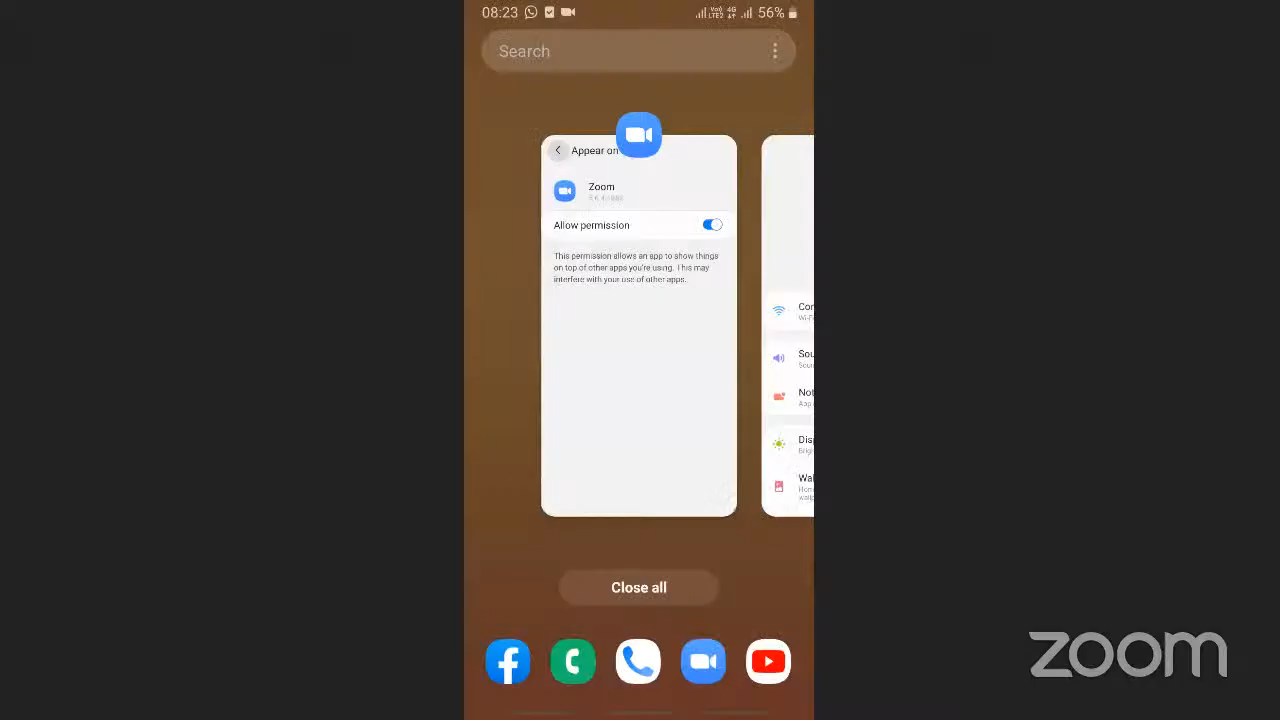 08:23
56%
Search
Appear on
Zoom
Allow permission
This permission allows an app to show things
on top of other apps you're using. This may
interfere with your use of other apps.
Close all
zoom